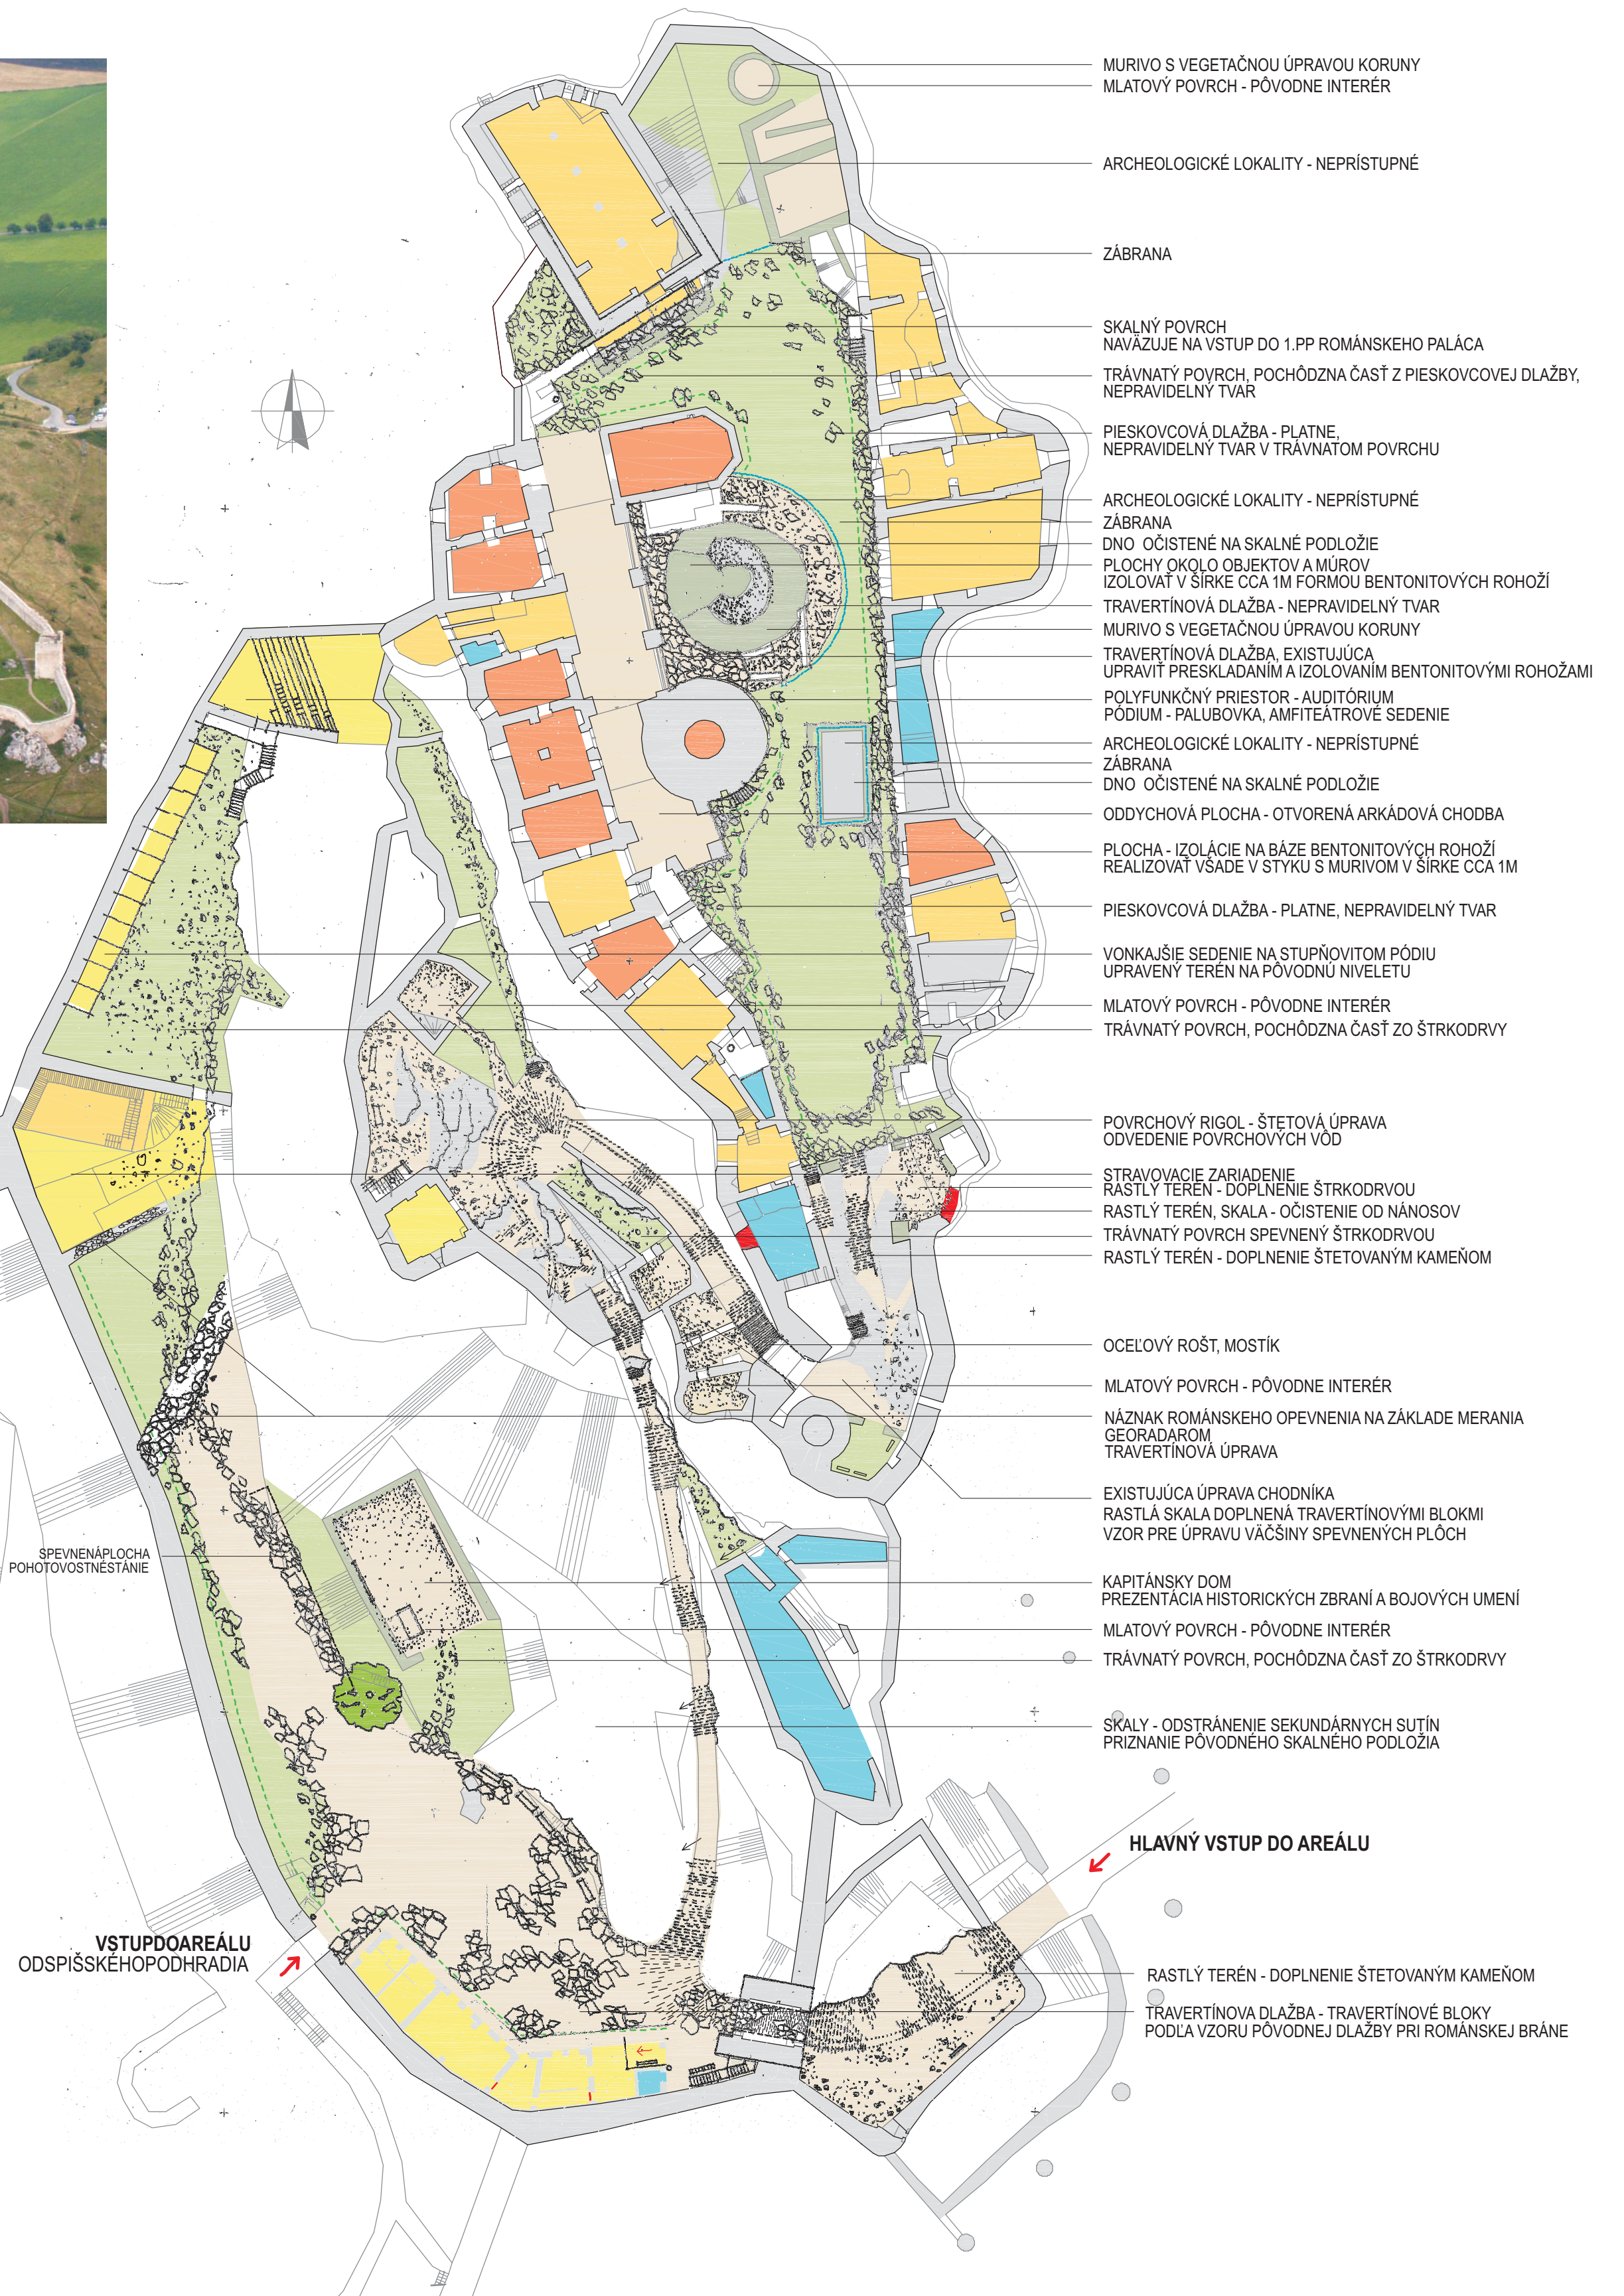 MURIVO S VEGETAČNOU ÚPRAVOU KORUNY
MLATOVÝ POVRCH - PÔVODNE INTERÉR
ARCHEOLOGICKÉ LOKALITY - NEPRÍSTUPNÉ
ZÁBRANA
SKALNÝ POVRCH
NAVÄZUJE NA VSTUP DO 1.PP ROMÁNSKEHO PALÁCA
TRÁVNATÝ POVRCH, POCHÔDZNA ČASŤ Z PIESKOVCOVEJ DLAŽBY,
NEPRAVIDELNÝ TVAR
PIESKOVCOVÁ DLAŽBA - PLATNE,
NEPRAVIDELNÝ TVAR V TRÁVNATOM POVRCHU
ARCHEOLOGICKÉ LOKALITY - NEPRÍSTUPNÉ
ZÁBRANA
DNO OČISTENÉ NA SKALNÉ PODLOŽIE
PLOCHY OKOLO OBJEKTOV A MÚROV
IZOLOVAŤ V ŠÍRKE CCA 1M FORMOU BENTONITOVÝCH ROHOŽÍ
TRAVERTÍNOVÁ DLAŽBA - NEPRAVIDELNÝ TVAR
MURIVO S VEGETAČNOU ÚPRAVOU KORUNY
TRAVERTÍNOVÁ DLAŽBA, EXISTUJÚCA
UPRAVIŤ PRESKLADANÍM A IZOLOVANÍM BENTONITOVÝMI ROHOŽAMI
POLYFUNKČNÝ PRIESTOR - AUDITÓRIUM
PÓDIUM - PALUBOVKA, AMFITEÁTROVÉ SEDENIE
ARCHEOLOGICKÉ LOKALITY - NEPRÍSTUPNÉ
ZÁBRANA
DNO OČISTENÉ NA SKALNÉ PODLOŽIE
ODDYCHOVÁ PLOCHA - OTVORENÁ ARKÁDOVÁ CHODBA
PLOCHA - IZOLÁCIE NA BÁZE BENTONITOVÝCH ROHOŽÍ
REALIZOVAŤ VŠADE V STYKU S MURIVOM V ŠÍRKE CCA 1M
PIESKOVCOVÁ DLAŽBA - PLATNE, NEPRAVIDELNÝ TVAR
VONKAJŠIE SEDENIE NA STUPŇOVITOM PÓDIU
UPRAVENÝ TERÉN NA PÔVODNÚ NIVELETU
MLATOVÝ POVRCH - PÔVODNE INTERÉR
TRÁVNATÝ POVRCH, POCHÔDZNA ČASŤ ZO ŠTRKODRVY
POVRCHOVÝ RIGOL - ŠTETOVÁ ÚPRAVA
ODVEDENIE POVRCHOVÝCH VÔD
STRAVOVACIE ZARIADENIE
RASTLÝ TERÉN - DOPLNENIE ŠTRKODRVOU
RASTLÝ TERÉN, SKALA - OČISTENIE OD NÁNOSOV
TRÁVNATÝ POVRCH SPEVNENÝ ŠTRKODRVOU
RASTLÝ TERÉN - DOPLNENIE ŠTETOVANÝM KAMEŇOM
OCEĽOVÝ ROŠT, MOSTÍK
MLATOVÝ POVRCH - PÔVODNE INTERÉR
NÁZNAK ROMÁNSKEHO OPEVNENIA NA ZÁKLADE MERANIA
GEORADAROM
TRAVERTÍNOVÁ ÚPRAVA
EXISTUJÚCA ÚPRAVA CHODNÍKA
RASTLÁ SKALA DOPLNENÁ TRAVERTÍNOVÝMI BLOKMI
VZOR PRE ÚPRAVU VÄČŠINY SPEVNENÝCH PLÔCH
SPEVNENÁPLOCHA
POHOTOVOSTNÉSTÁNIE
KAPITÁNSKY DOM
PREZENTÁCIA HISTORICKÝCH ZBRANÍ A BOJOVÝCH UMENÍ
MLATOVÝ POVRCH - PÔVODNE INTERÉR
TRÁVNATÝ POVRCH, POCHÔDZNA ČASŤ ZO ŠTRKODRVY
SKALY - ODSTRÁNENIE SEKUNDÁRNYCH SUTÍN
PRIZNANIE PÔVODNÉHO SKALNÉHO PODLOŽIA
HLAVNÝ VSTUP DO AREÁLU
VSTUPDOAREÁLU
ODSPIŠSKÉHOPODHRADIA
RASTLÝ TERÉN - DOPLNENIE ŠTETOVANÝM KAMEŇOM
TRAVERTÍNOVA DLAŽBA - TRAVERTÍNOVÉ BLOKY
PODĽA VZORU PÔVODNEJ DLAŽBY PRI ROMÁNSKEJ BRÁNE